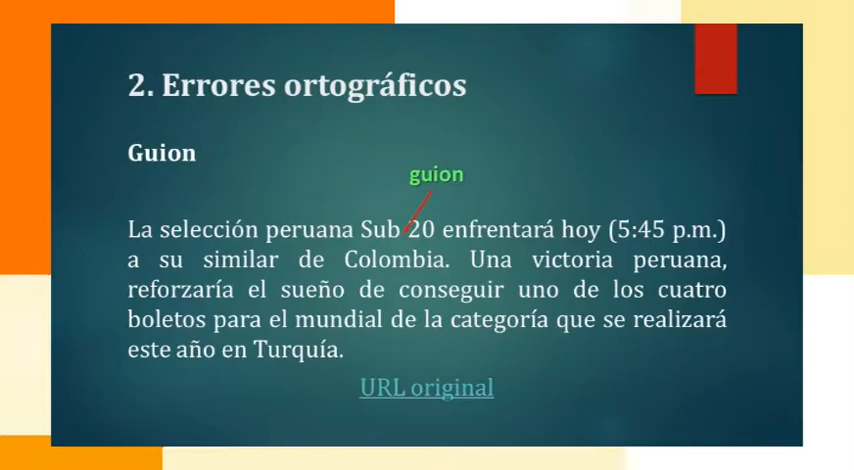 2. Errores ortográficos
Guion
guion
La selección peruana Sub 20 enfrentará hoy (5:45 p.m.)
a su similar de Colombia. Una victoria peruana,
reforzaría el sueño de conseguir uno de los cuatro
boletos para el mundial de la categoría que se realizará
este año en Turquía.
URL original